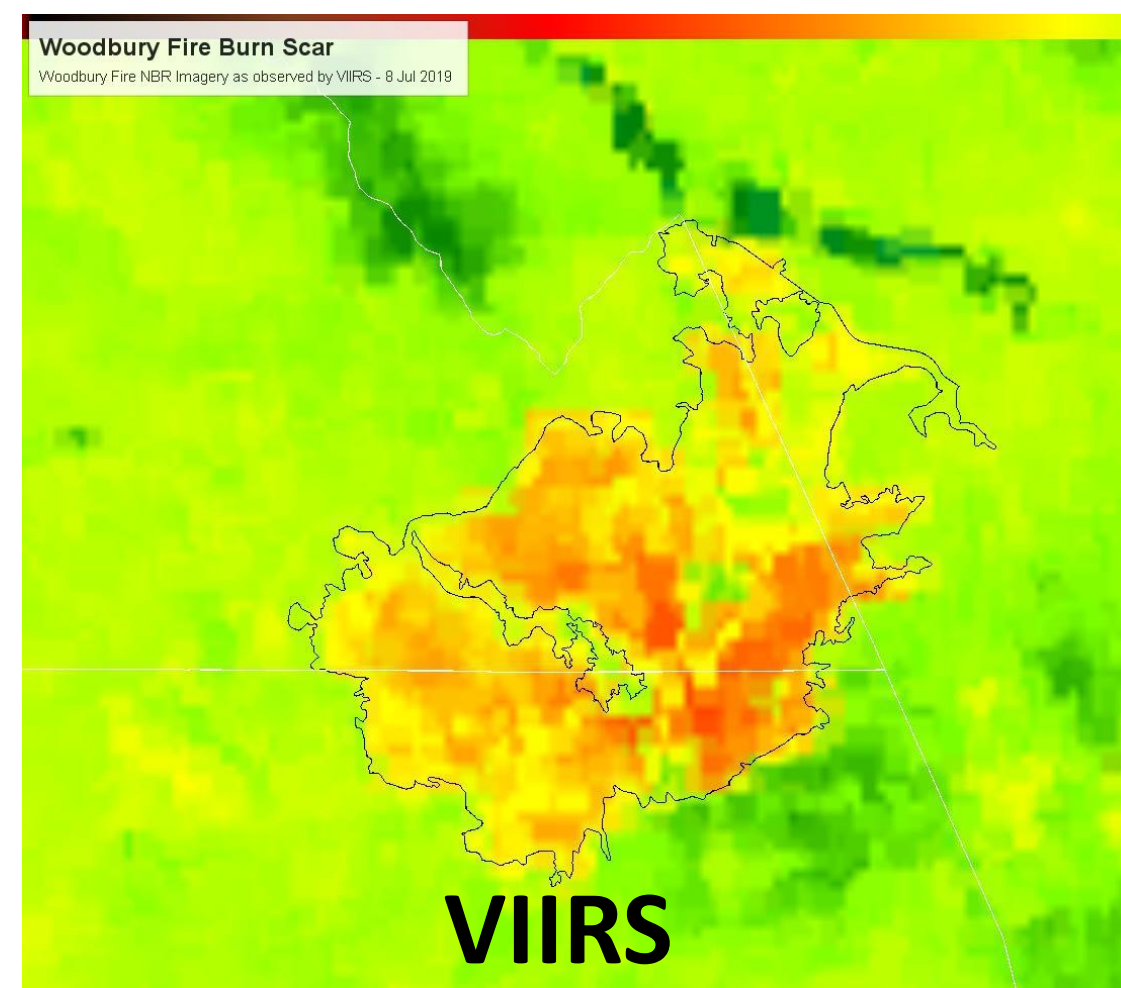 Woodbury Fire Burn Scar
Woodbury Fire NBR Imagery as observed by VIIRS - 8 Jul 2019
VIIRS